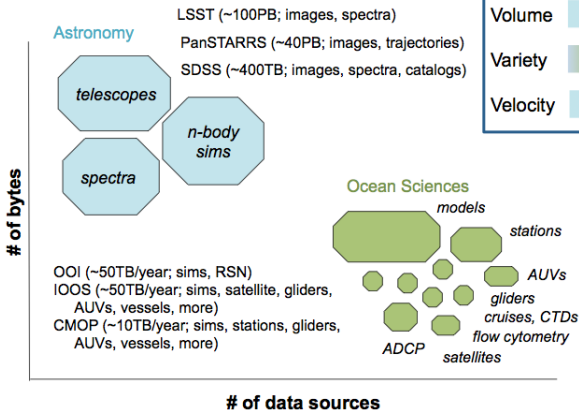 LSST (~100PB; images, spectra)
Astronomy
PanSTARRS (~40PB; images, trajectories)
SDSS (~400TB; images, spectra, catalogs)
Volume
Variety
Velocity
telescopes
n-body
sims
spectra
# of bytes
Ocean Sciences
models
stations
AUVs
gliders
cruises, CTDs
flow cytometry
satellites
ADCP
OOI (~50TB/year; sims, RSN)
IOOS (~50TB/year; sims, satellite, gliders,
AUVs, vessels, more)
CMOP (~10TB/year; sims, stations, gliders,
AUVs, vessels, more)
# of data sources